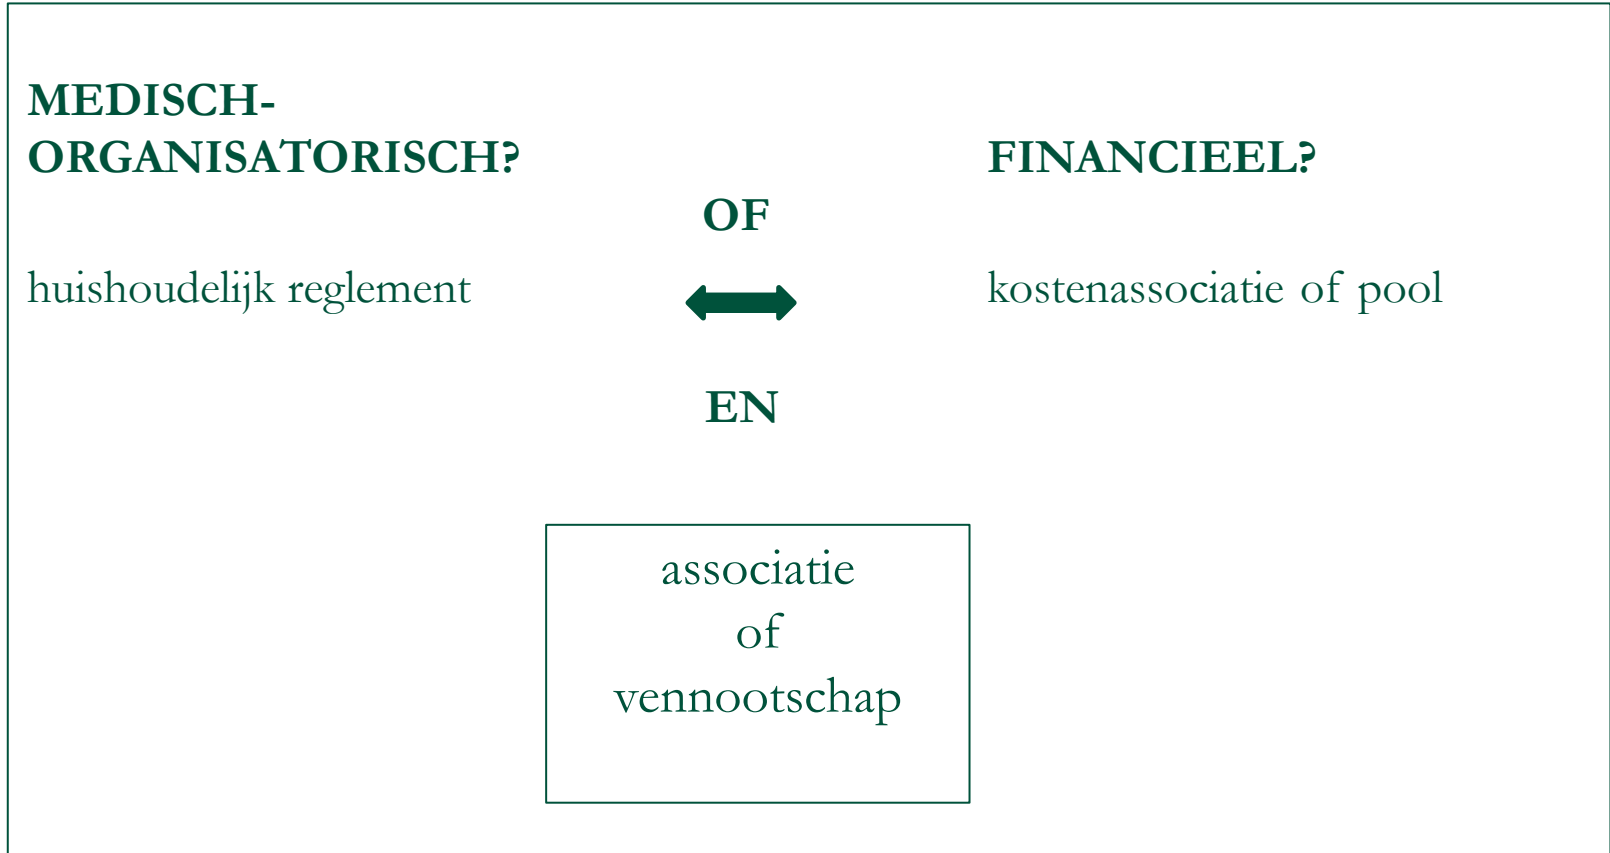 MEDISCH-
ORGANISATORISCH?
FINANCIEEL?
OF
huishoudelijk reglement
kostenassociatie of pool
EN
associatie
of
vennootschap